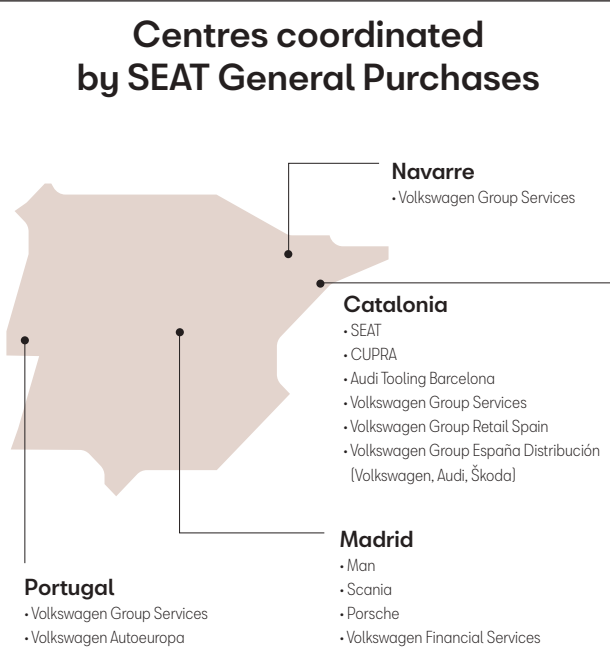 Centres coordinated
by SEAT General Purchases
Navarre
• Volkswagen Group Services
Catalonia
• SEAT
• CUPRA
• Audi Tooling Barcelona
• Volkswagen Group Services
• Volkswagen Group Retail Spain
• Volkswagen Group España Distribución
(Volkswagen, Audi, Škoda)
Madrid
• Man
• Scania
• Porsche
• Volkswagen Financial Services
Portugal
• Volkswagen Group Services
• Volkswagen Autoeuropa